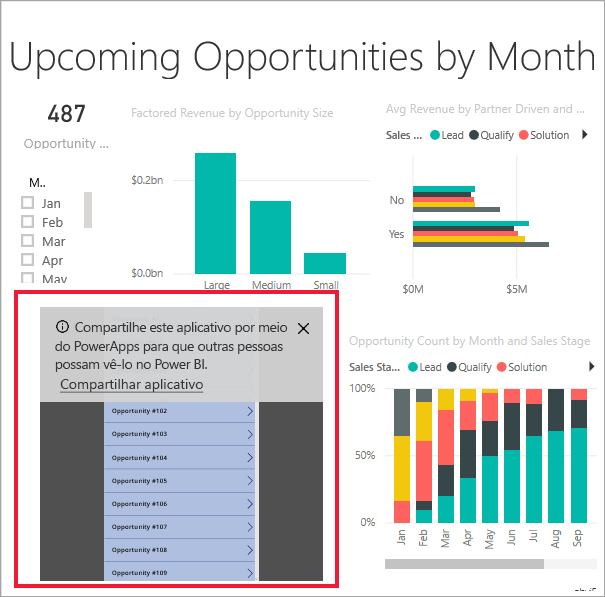 Upcoming Opportunities by Month
487
Opportunity ...
M..
Jan
Feb
Mar
Apr
May
Factored Revenue by Opportunity Size
$0.2bn
$0.0bn
Large Medium Small
Avg Revenue by Partner Driven and ...
Sales ... Lead Qualify Solution
No
Yes
$0M $5M
Compartilhe este aplicativo por meio
do PowerApps para que outras pessoas
possam vê-lo no Power BI.
Compartilhar aplicativo
Opportunity #102
Opportunity #103
Opportunity #104
Opportunity #105
Opportunity #106
Opportunity #107
Opportunity #108
Opportunity #109
Opportunity Count by Month and Sales Stage
Sales Sta... Lead Qualify Solution
100%
50%
0%
Jan Feb Mar Apr May Jun Jul Aug Sep